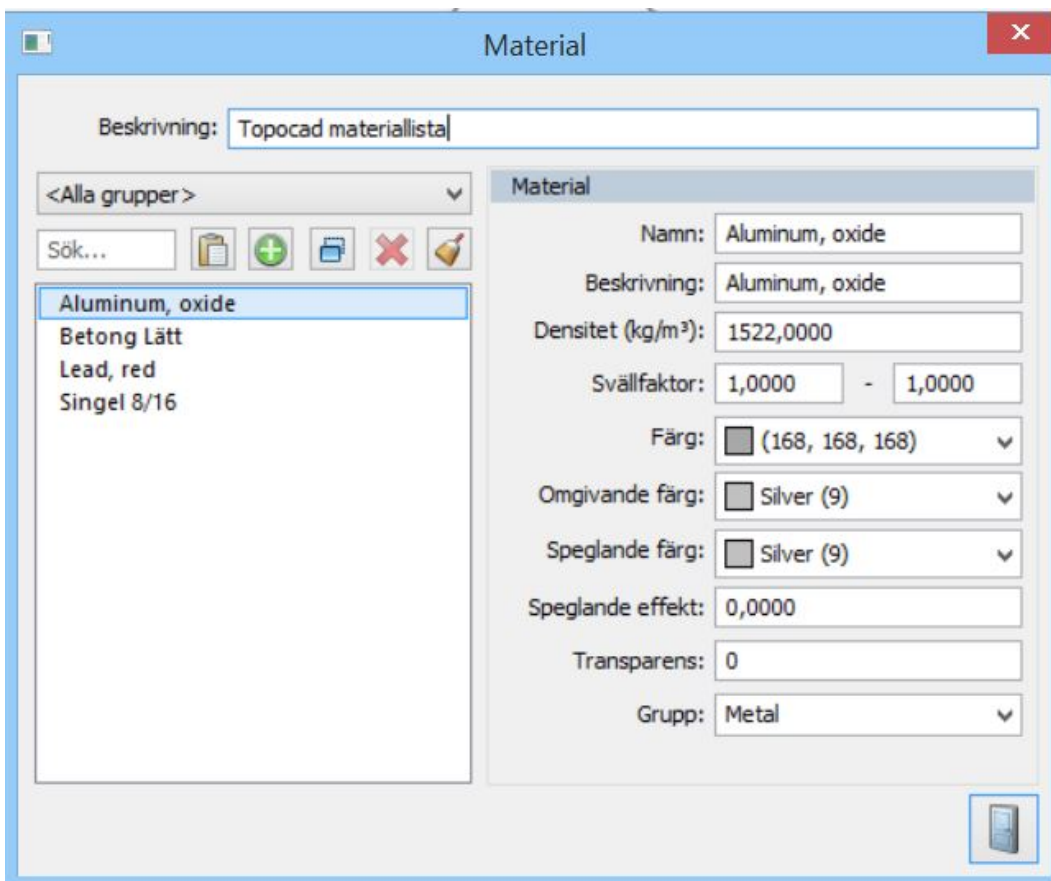 Material
Beskrivning: Topocad materiallista
<Alla grupper>
Sök...
Aluminum, oxide
Betong Lätt
Lead, red
Singel 8/16
Material
Namn: Aluminum, oxide
Beskrivning: Aluminum, oxide
Densitet (kg/m³): 1522,0000
Svällfaktor: 1,0000 - 1,0000
Färg: (168, 168, 168)
Omgivande färg: Silver (9)
Speglande färg: Silver (9)
Speglande effekt: 0,0000
Transparens: 0
Grupp: Metal